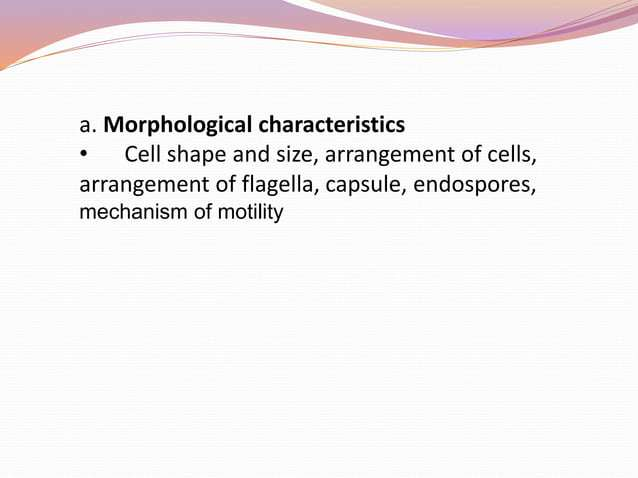 a. Morphological characteristics
• Cell shape and size, arrangement of cells,
arrangement of flagella, capsule, endospores,
mechanism of motility